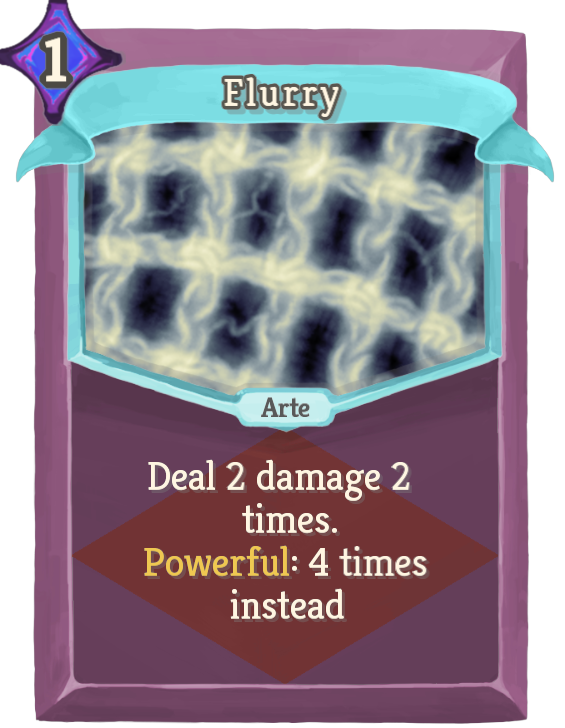 1
Flurry
Arte
Deal 2 damage 2
times.
Powerful: 4 times
instead